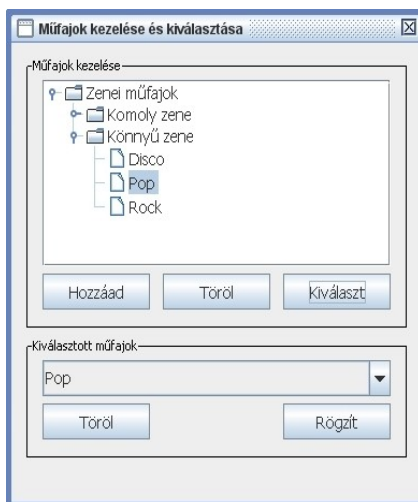 Műfajok kezelése és kiválasztása
Műfajok kezelése
Zenei műfajok
Komoly zene
Könnyű zene
Disco
Pop
Rock
Hozzáad Töröl Kiválaszt
Kiválasztott műfajok
Pop
Töröl Rögzít